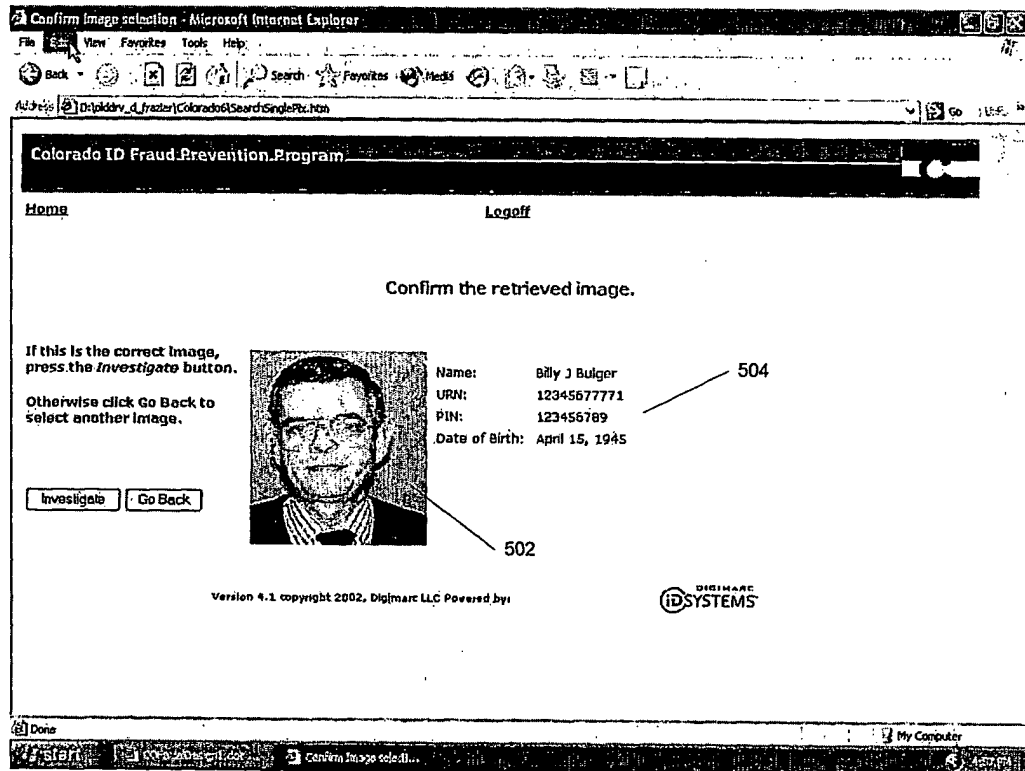 Confirm Image selection - Microsoft Internet Explorer
File View Favorites Tools Help
Back Search Favorites Media
Address D:\piddrv_d_frazier\Colorado6\SearchSinglePix.htm Go
Colorado ID Fraud Prevention Program
Home Logoff
Confirm the retrieved image.
If this is the correct image,
press the Investigate button.
Otherwise click Go Back to
select another image.
Investigate Go Back
Name: Billy J Bulger
URN: 12345677771
PIN: 123456789
Date of Birth: April 15, 1945
504
502
Version 4.1 copyright 2002, Digimarc LLC Powered by:
DIGIMARC
iDSYSTEMS
Done My Computer
start Confirm Image selecti...